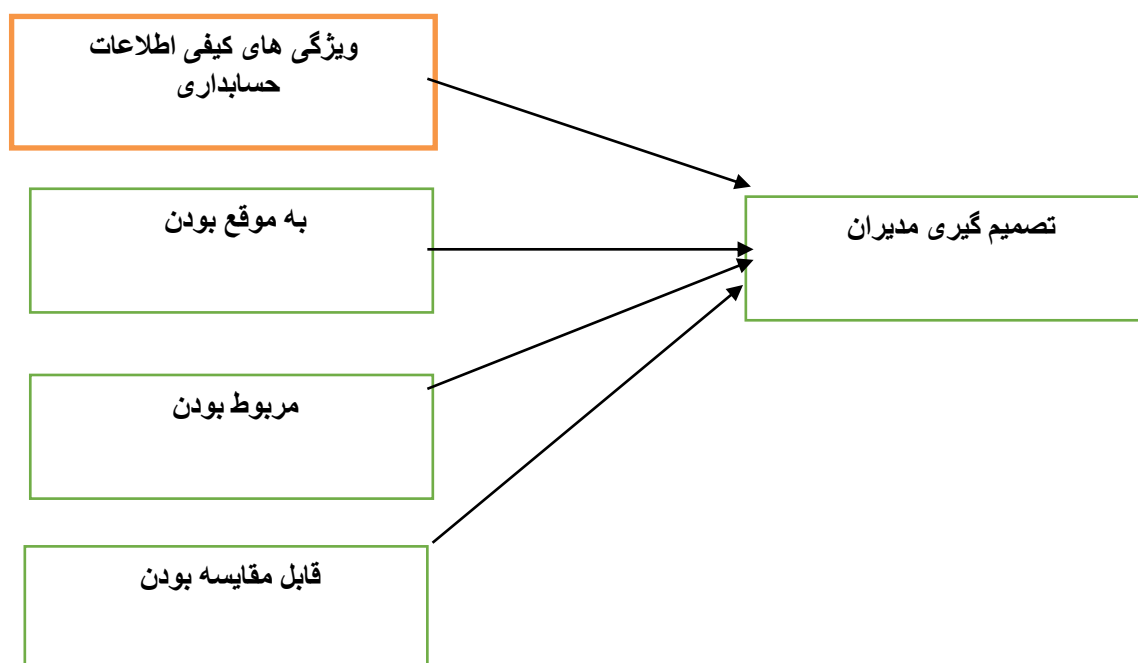 ویژگی های کیفی اطلاعات
حسابداری
به موقع بودن
تصمیم گیری مدیران
مربوط بودن
قابل مقایسه بودن